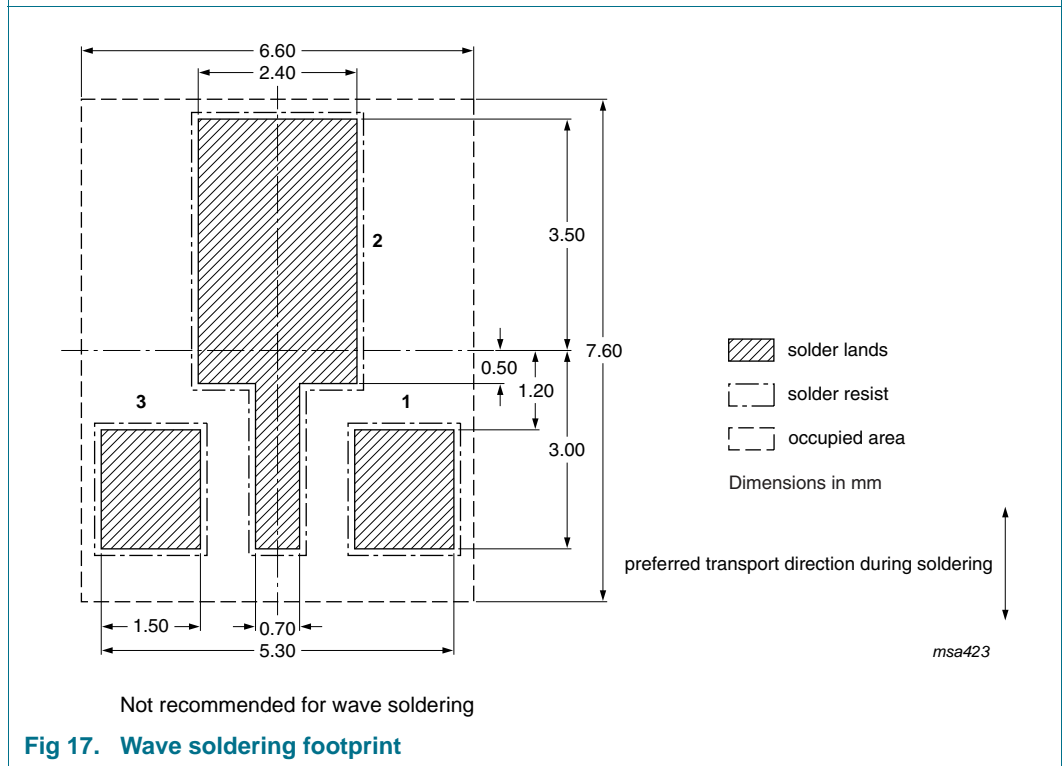 6.60
2.40
2
3.50
7.60
0.50
1.20
3
1
3.00
solder lands
solder resist
occupied area
Dimensions in mm
preferred transport direction during soldering
1.50
0.70
5.30
msa423
Not recommended for wave soldering
Fig 17. Wave soldering footprint